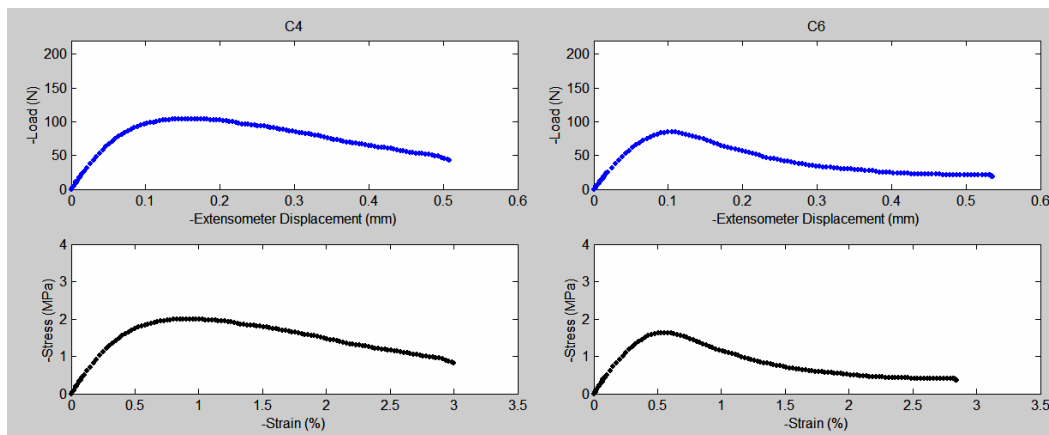 C4
200
150
100
50
0
-Load (N)
0 0.1 0.2 0.3 0.4 0.5 0.6
-Extensometer Displacement (mm)
C6
200
150
100
50
0
-Load (N)
0 0.1 0.2 0.3 0.4 0.5 0.6
-Extensometer Displacement (mm)
4
3
2
1
0
-Stress (MPa)
0 0.5 1 1.5 2 2.5 3 3.5
-Strain (%)
4
3
2
1
0
-Stress (MPa)
0 0.5 1 1.5 2 2.5 3 3.5
-Strain (%)